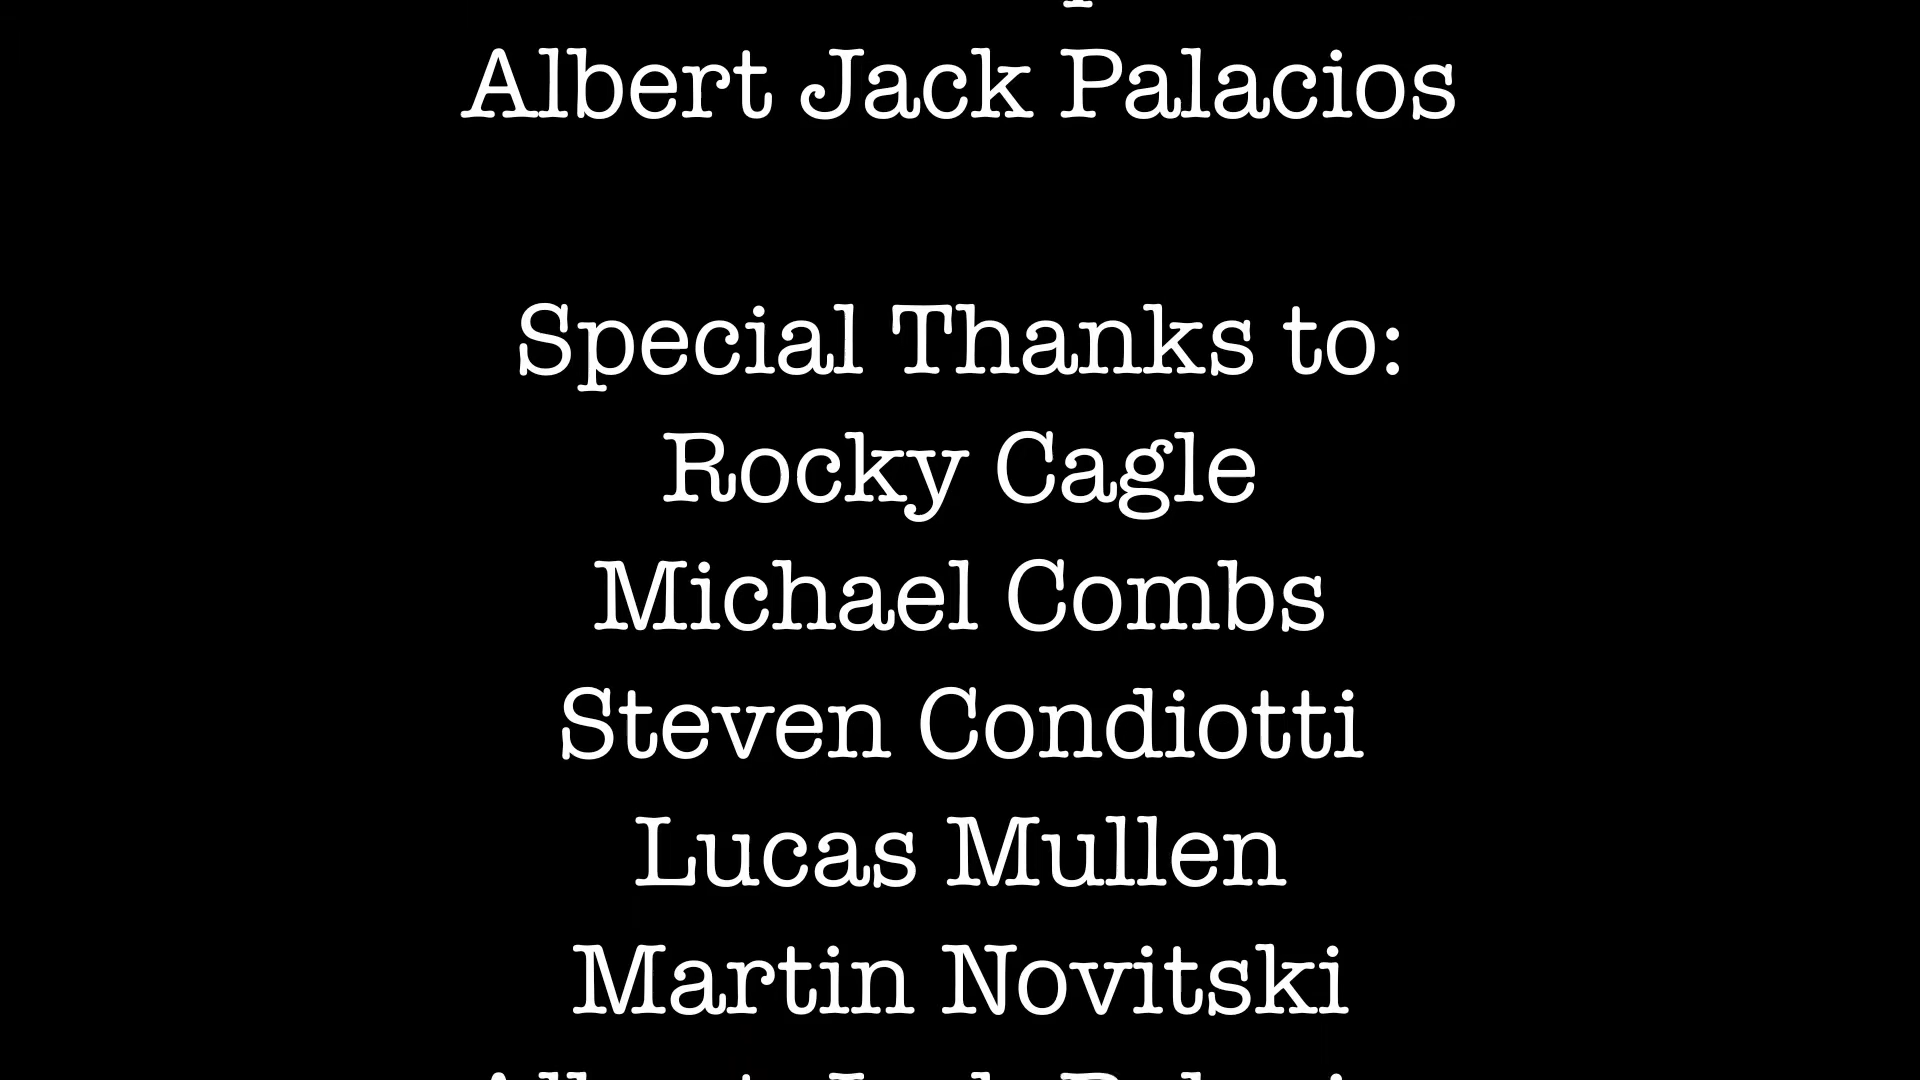 Albert Jack Palacios
Special Thanks to:
Rocky Cagle
Michael Combs
Steven Condiotti
Lucas Mullen
Martin Novitski